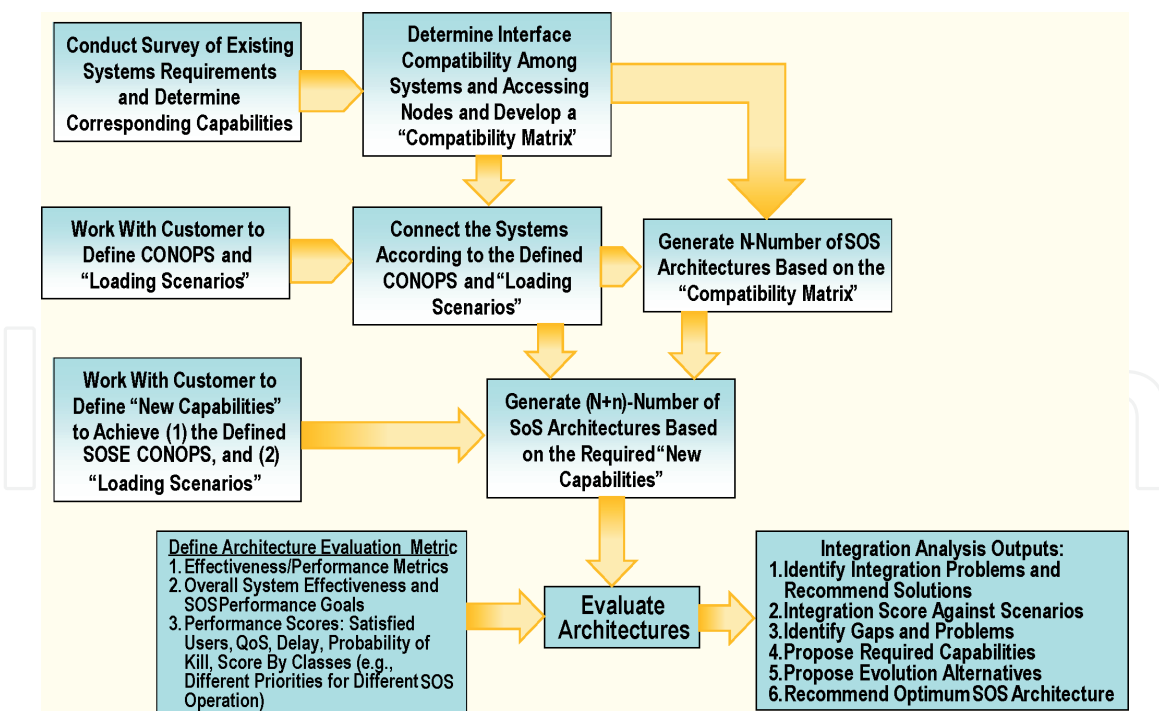 Conduct Survey of Existing
Systems Requirements
and Determine
Corresponding Capabilities
Determine Interface
Compatibility Among
Systems and Accessing
Nodes and Develop a
“Compatibility Matrix”
Work With Customer to
Define CONOPS and
“Loading Scenarios”
Connect the Systems
According to the Defined
CONOPS and “Loading
Scenarios”
Generate N-Number of SOS
Architectures Based on the
“Compatibility Matrix”
Work With Customer to
Define “New Capabilities”
to Achieve (1) the Defined
SOSE CONOPS, and (2)
“Loading Scenarios”
Generate (N+n)-Number of
SoS Architectures Based
on the Required “New
Capabilities”
Define Architecture Evaluation Metric
1. Effectiveness/Performance Metrics
2. Overall System Effectiveness and
SOS Performance Goals
3. Performance Scores: Satisfied
Users, QoS, Delay, Probability of
Kill, Score By Classes (e.g.,
Different Priorities for Different SOS
Operation)
Evaluate
Architectures
Integration Analysis Outputs:
1. Identify Integration Problems and
Recommend Solutions
2. Integration Score Against Scenarios
3. Identify Gaps and Problems
4. Propose Required Capabilities
5. Propose Evolution Alternatives
6. Recommend Optimum SOS Architecture